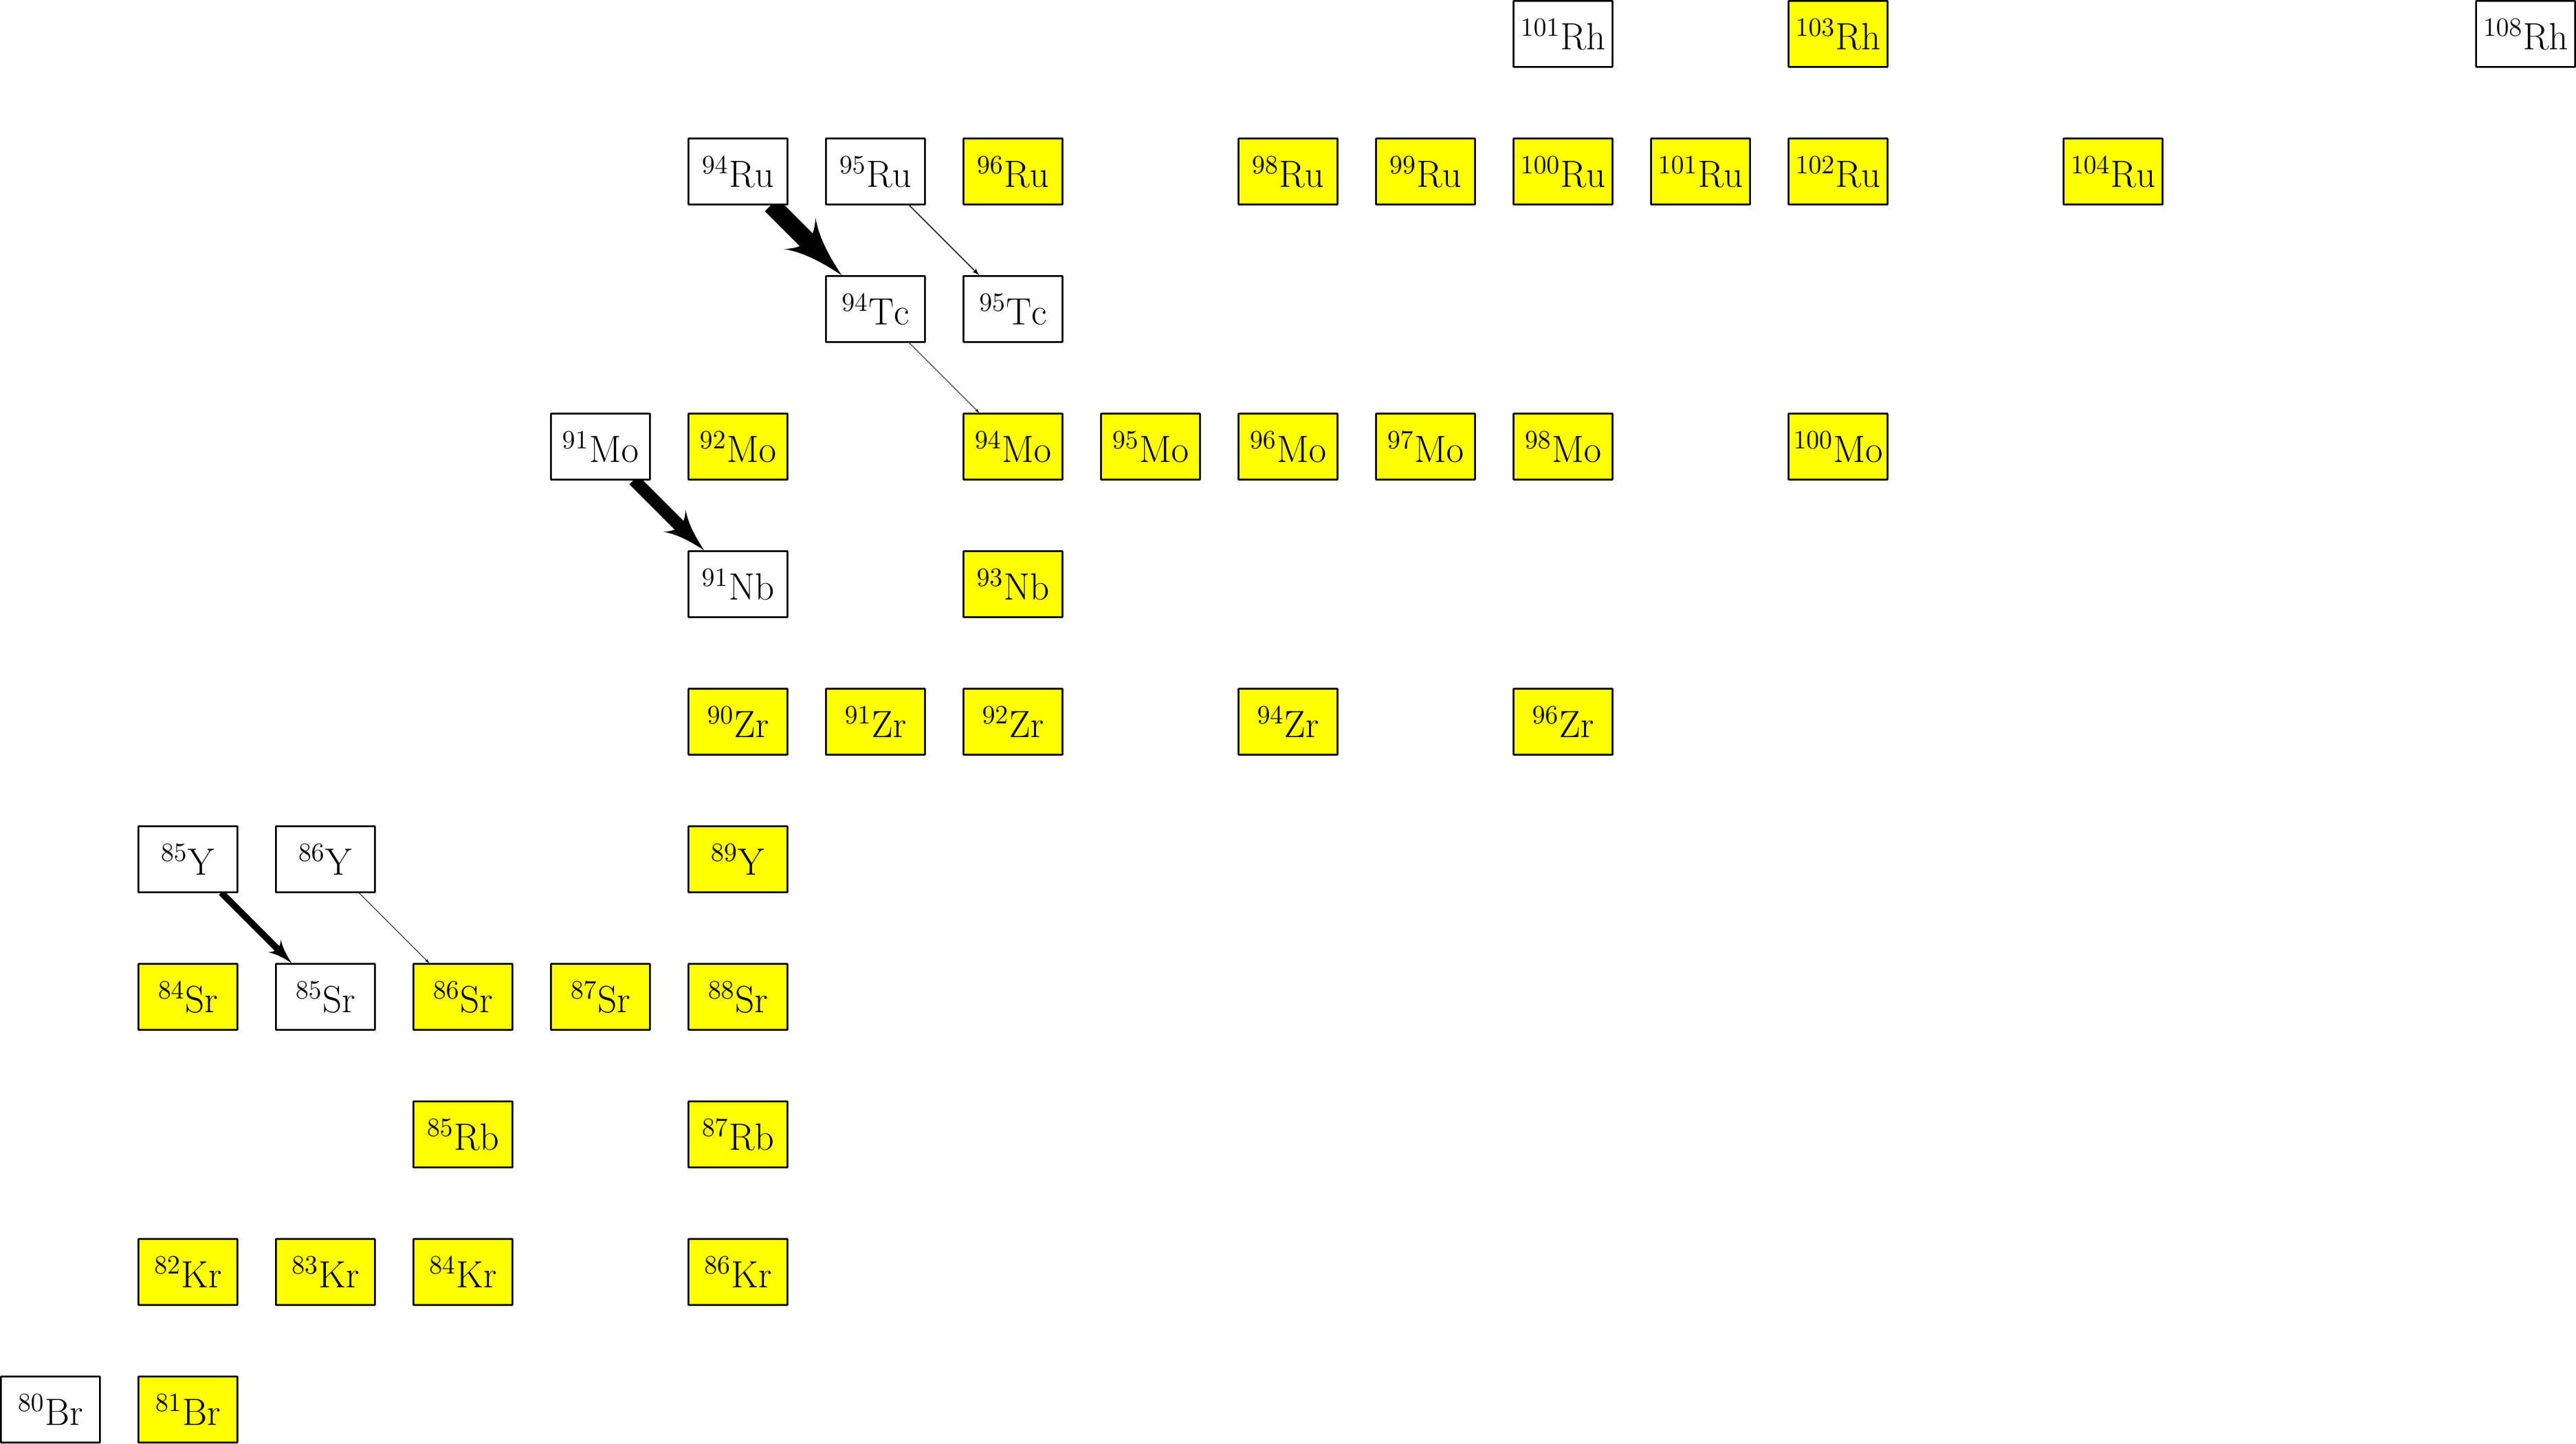 ¹⁰¹Rh ¹⁰³Rh ¹⁰⁸Rh
⁹⁴Ru ⁹⁵Ru ⁹⁶Ru ⁹⁸Ru ⁹⁹Ru ¹⁰⁰Ru ¹⁰¹Ru ¹⁰²Ru ¹⁰⁴Ru
⁹⁴Tc ⁹⁵Tc
⁹¹Mo ⁹²Mo ⁹⁴Mo ⁹⁵Mo ⁹⁶Mo ⁹⁷Mo ⁹⁸Mo ¹⁰⁰Mo
⁹¹Nb ⁹³Nb
⁹⁰Zr ⁹¹Zr ⁹²Zr ⁹⁴Zr ⁹⁶Zr
⁸⁵Y ⁸⁶Y ⁸⁹Y
⁸⁴Sr ⁸⁵Sr ⁸⁶Sr ⁸⁷Sr ⁸⁸Sr
⁸⁵Rb ⁸⁷Rb
⁸²Kr ⁸³Kr ⁸⁴Kr ⁸⁶Kr
⁸⁰Br ⁸¹Br